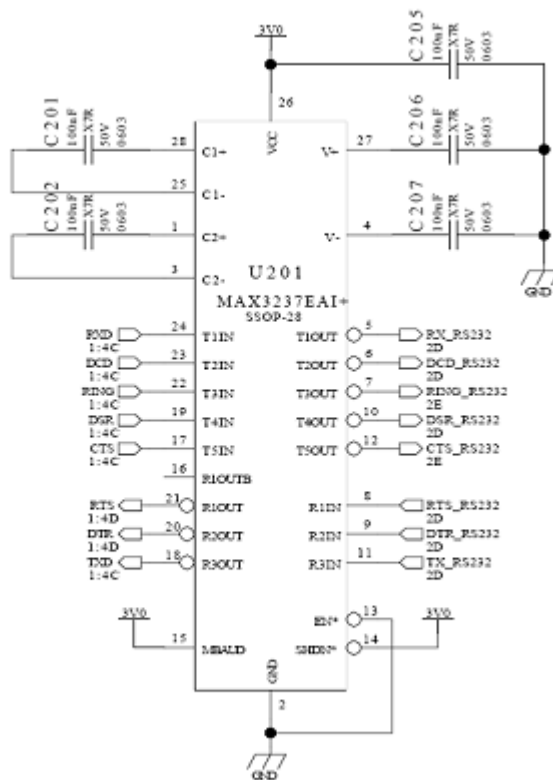 3V0
C205
100nF
X7R
50V
0603
26
VCC
C201
100nF
X7R
50V
0603
28
C1+
V+
27
C206
100nF
X7R
50V
0603
25
C1-
C202
100nF
X7R
50V
0603
1
C2+
V-
4
C207
100nF
X7R
50V
0603
3
C2-
GND
U201
MAX3237EAI+
SSOP-28
RXD
1:4C
24
T1IN
T1OUT
5
RX_RS232
2D
DCD
1:4C
23
T2IN
T2OUT
6
DCD_RS232
2D
RING
1:4C
22
T3IN
T3OUT
7
RING_RS232
2E
DSR
1:4C
19
T4IN
T4OUT
10
DSR_RS232
2D
CTS
1:4C
17
T5IN
T5OUT
12
CTS_RS232
2E
16
R1OUTB
RTS
1:4D
21
R1OUT
R1IN
8
RTS_RS232
2D
DTR
1:4D
20
R2OUT
R2IN
9
DTR_RS232
2D
TXD
1:4C
18
R3OUT
R3IN
11
TX_RS232
2D
3V0
EN*
13
3V0
15
MBAUD
SHDN*
14
GND
2
GND